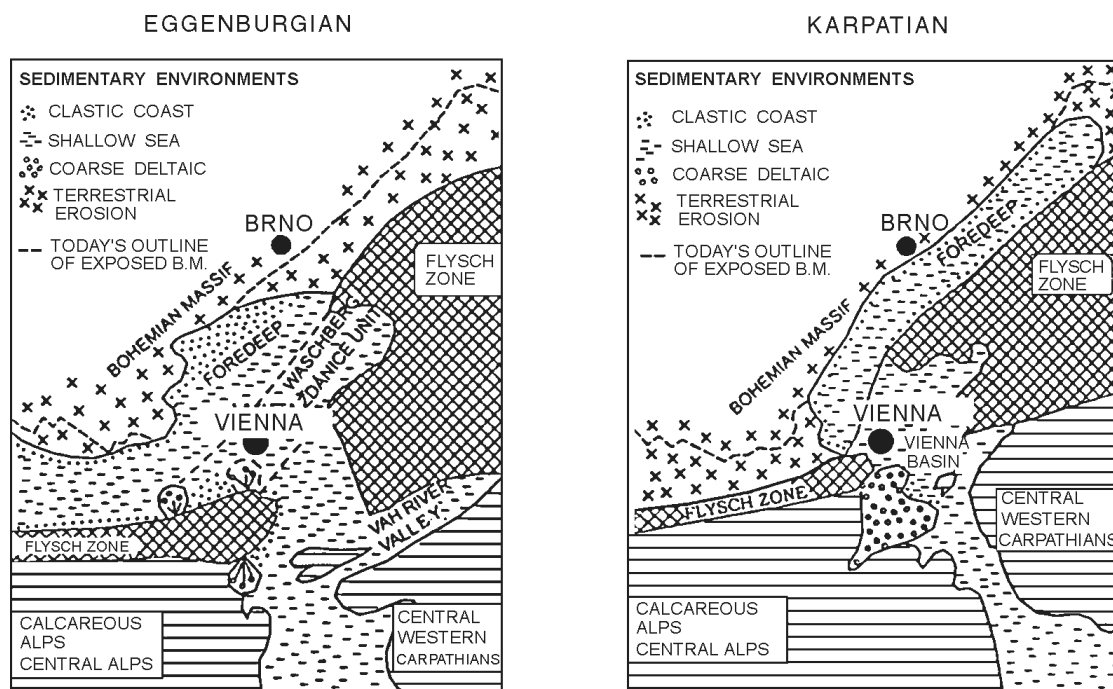 EGGENBURGIAN
SEDIMENTARY ENVIRONMENTS
CLASTIC COAST
SHALLOW SEA
COARSE DELTAIC
TERRESTRIAL
EROSION
TODAY'S OUTLINE
OF EXPOSED B.M.
BRNO
FLYSCH
ZONE
BOHEMIAN MASSIF
FOREDEEP
WASCHBERG
ZDANICE UNIT
VIENNA
VAH RIVER
VALLEY
FLYSCH ZONE
CALCAREOUS
ALPS
CENTRAL ALPS
CENTRAL
WESTERN
CARPATHIANS
KARPATIAN
SEDIMENTARY ENVIRONMENTS
CLASTIC COAST
SHALLOW SEA
COARSE DELTAIC
TERRESTRIAL
EROSION
TODAY'S OUTLINE
OF EXPOSED B.M.
BRNO
FOREDEEP
FLYSCH
ZONE
BOHEMIAN MASSIF
VIENNA
VIENNA
BASIN
FLYSCH ZONE
CENTRAL
WESTERN
CARPATHIANS
CALCAREOUS
ALPS
CENTRAL ALPS